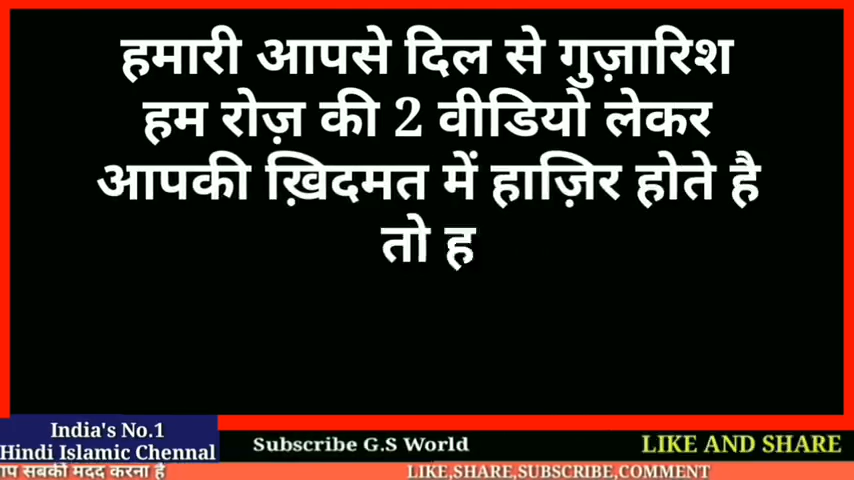 हमारी आपसे दिल से गुज़ारिश
हम रोज़ की 2 वीडियो लेकर
आपकी ख़िदमत में हाज़िर होते है
तो ह
India's No.1
Hindi Islamic Chennal
Subscribe G.S World
LIKE AND SHARE
प सबकी मदद करना है
LIKE,SHARE,SUBSCRIBE,COMMENT